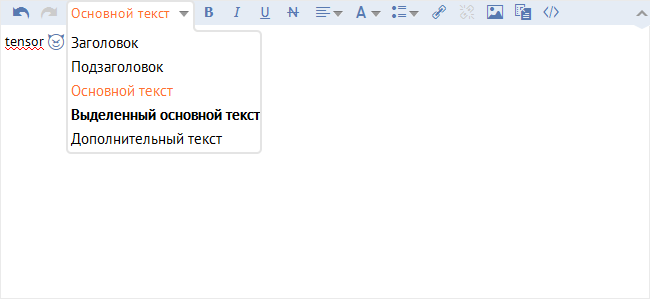 Основной текст B I U N A
tensor
Заголовок
Подзаголовок
Основной текст
Выделенный основной текст
Дополнительный текст